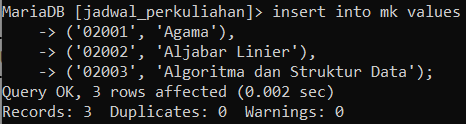 MariaDB [jadwal_perkuliahan]> insert into mk values
    -> ('02001', 'Agama'),
    -> ('02002', 'Aljabar Linier'),
    -> ('02003', 'Algoritma dan Struktur Data');
Query OK, 3 rows affected (0.002 sec)
Records: 3  Duplicates: 0  Warnings: 0